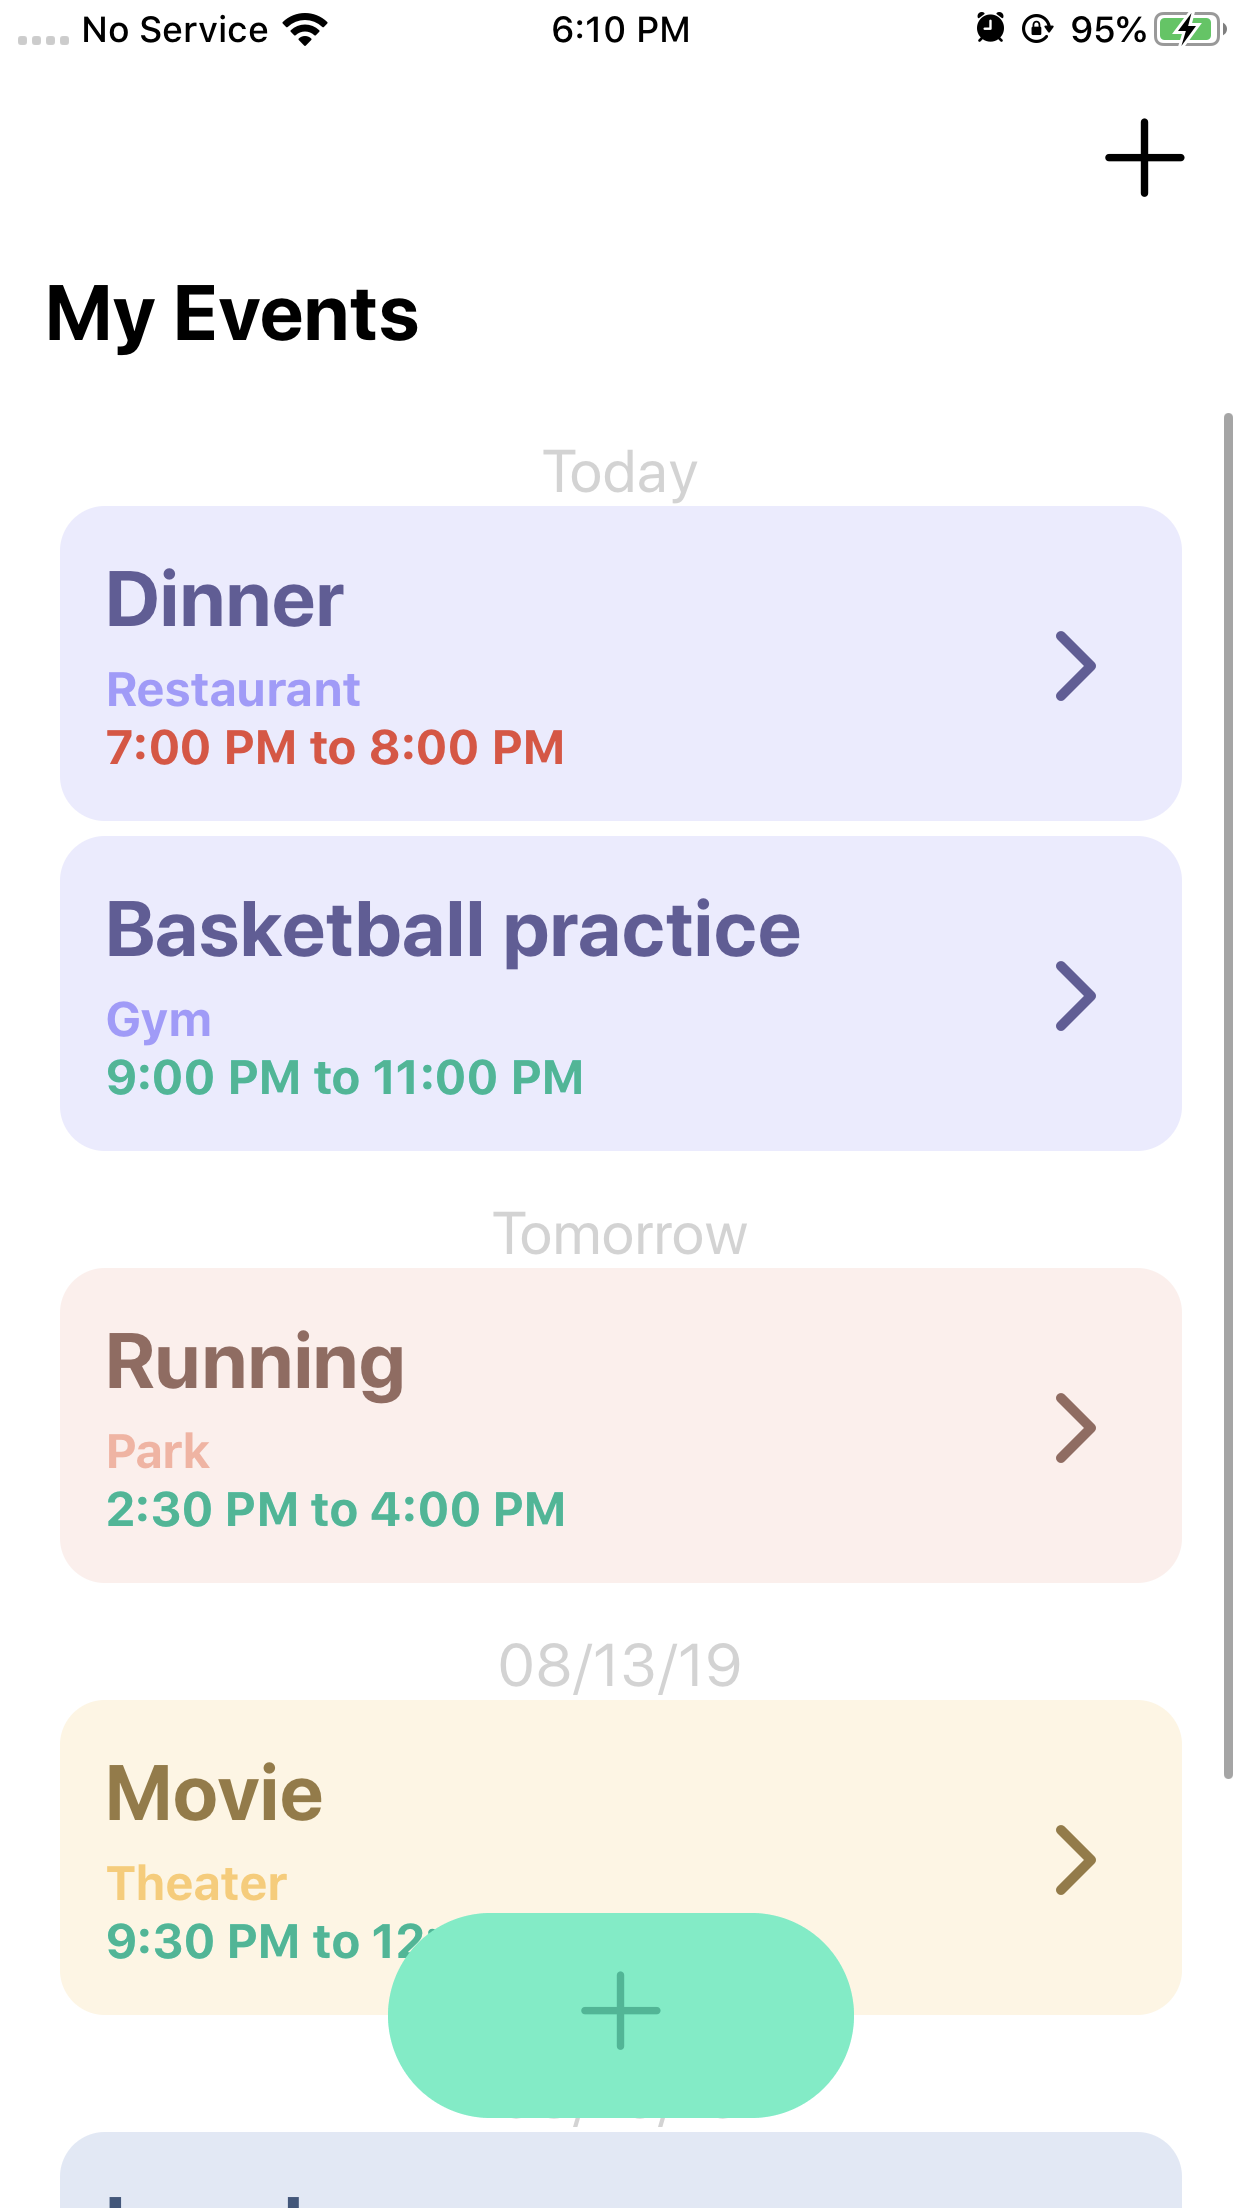 No Service 6:10 PM 95%
My Events
Today
Dinner
Restaurant
7:00 PM to 8:00 PM
Basketball practice
Gym
9:00 PM to 11:00 PM
Tomorrow
Running
Park
2:30 PM to 4:00 PM
08/13/19
Movie
Theater
9:30 PM to 12: